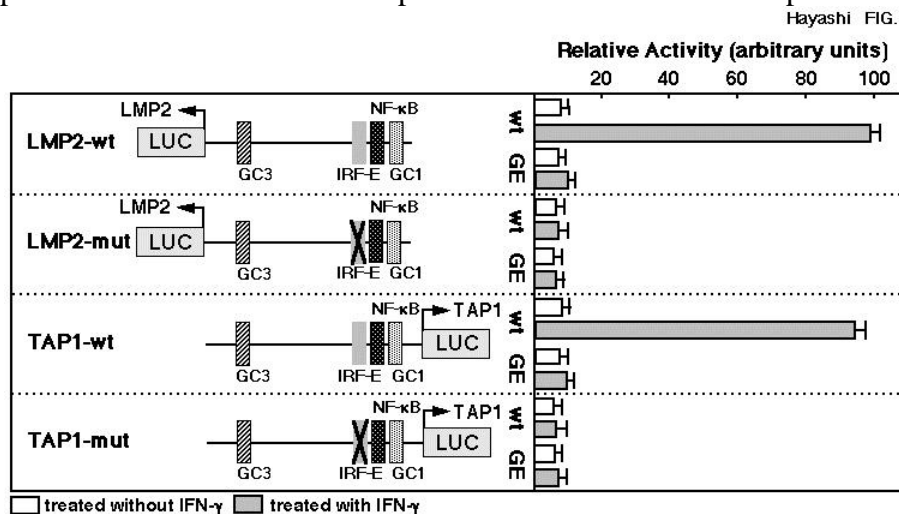 Hayashi FIG.
Relative Activity (arbitrary units)
20 40 60 80 100
LMP2 NF-κB
LMP2-wt LUC wt
GC3 IRF-E GC1 GE
LMP2 NF-κB
LMP2-mut LUC wt
GC3 IRF-E GC1 GE
NF-κB TAP1
TAP1-wt LUC wt
GC3 IRF-E GC1 GE
NF-κB TAP1
TAP1-mut LUC wt
GC3 IRF-E GC1 GE
treated without IFN-γ treated with IFN-γ